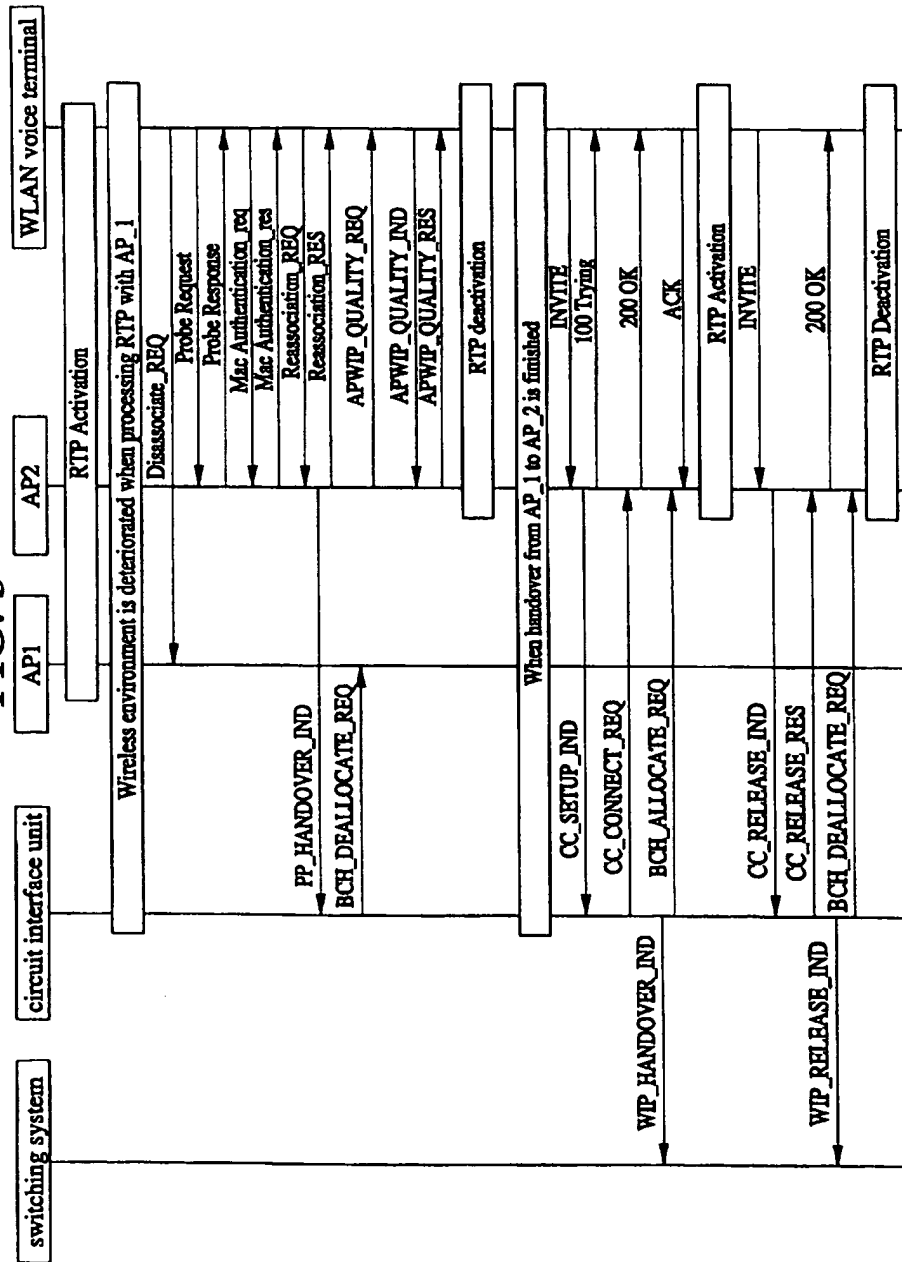 switching system
circuit interface unit
AP1
AP2
WLAN voice terminal
RTP Activation
Wireless environment is deteriorated when processing RTP with AP_1
Disassociate_REQ
Probe Request
Probe Response
Mac Authentication_req
Mac Authentication_res
Reassociation_REQ
Reassociation_RES
PP_HANDOVER_IND
BCH_DEALLOCATE_REQ
APWIP_QUALITY_REQ
APWIP_QUALITY_IND
APWIP_QUALITY_RES
RTP deactivation
When handover from AP_1 to AP_2 is finished
INVITE
CC_SETUP_IND
100 Trying
CC_CONNECT_REQ
200 OK
WIP_HANDOVER_IND
BCH_ALLOCATE_REQ
ACK
RTP Activation
INVITE
CC_RELEASE_IND
CC_RELEASE_RES
200 OK
WIP_RELEASE_IND
BCH_DEALLOCATE_REQ
RTP Deactivation